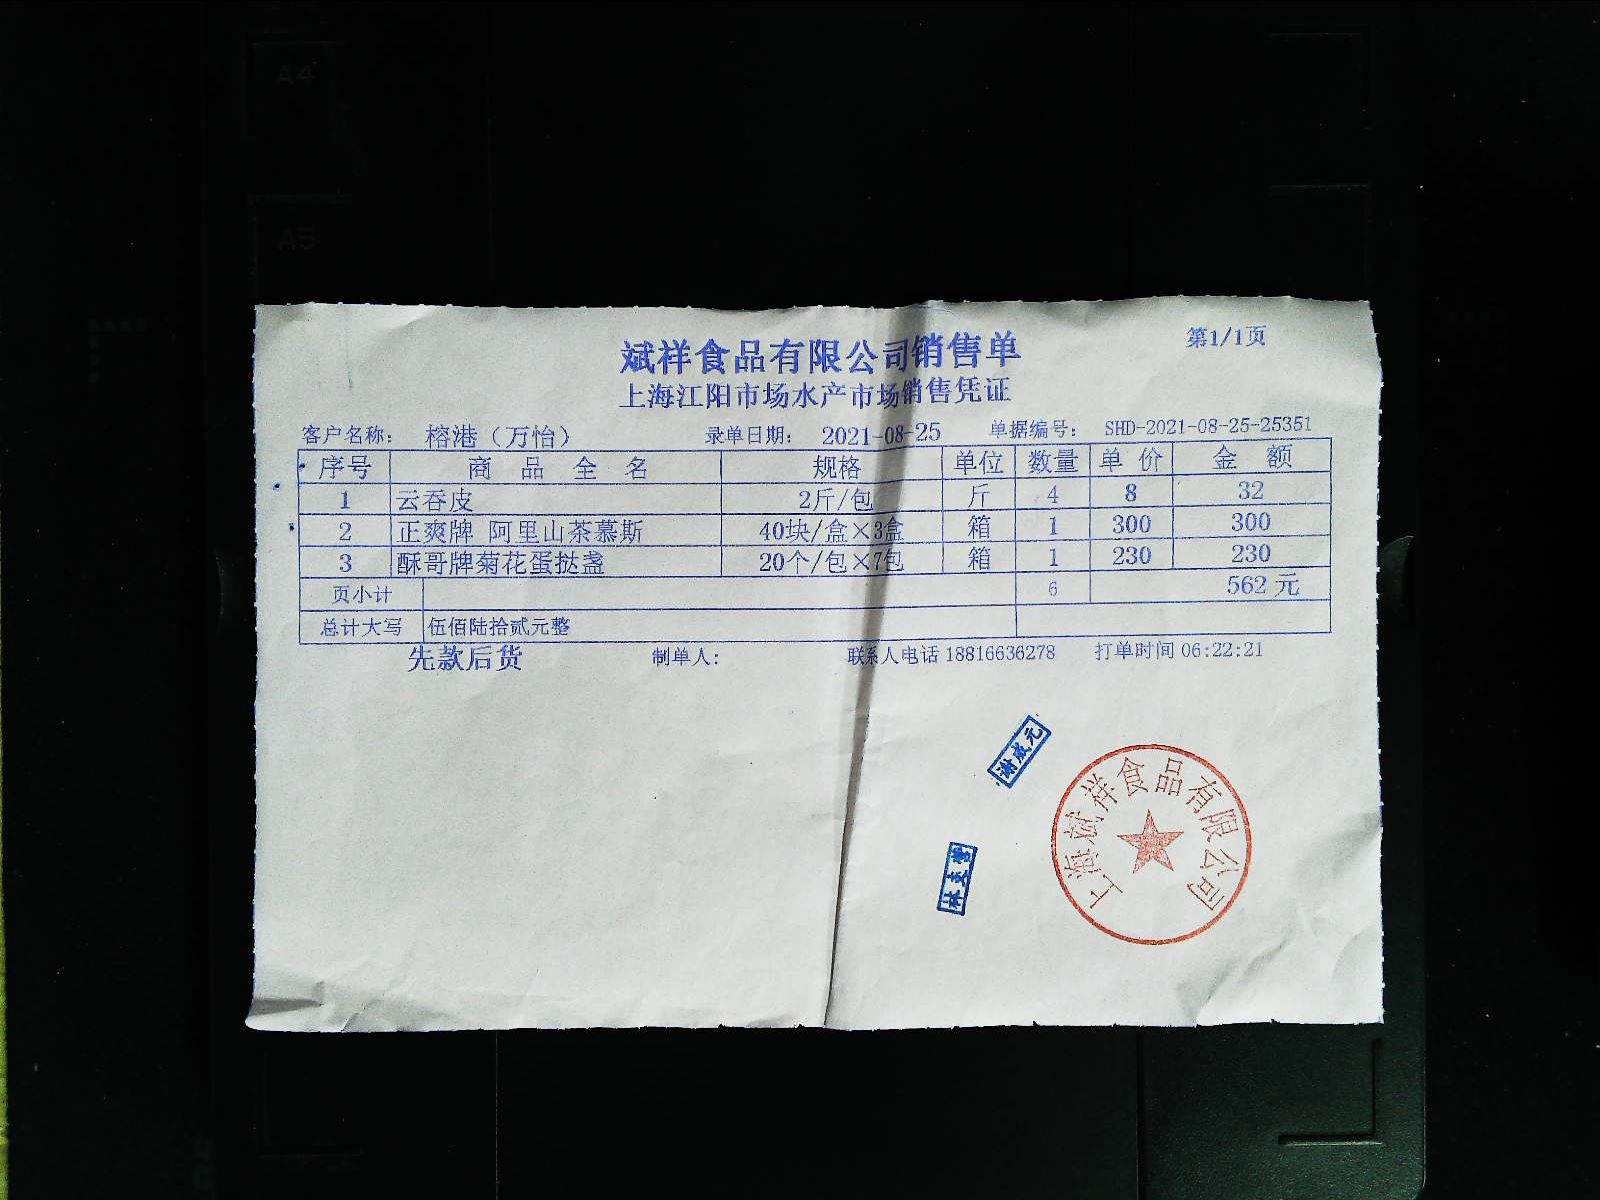 A4
A5
斌祥食品有限公司销售单
第1/1页
上海江阳市场水产市场销售凭证
客户名称： 榕港（万怡） 录单日期： 2021-08-25 单据编号： SHD-2021-08-25-25351
序号 商品全名 规格 单位 数量 单价 金额
1 云吞皮 2斤/包 斤 4 8 32
2 正爽牌 阿里山茶慕斯 40块/盒×3盒 箱 1 300 300
3 酥哥牌菊花蛋挞盏 20个/包×7包 箱 1 230 230
页小计 6 562元
总计大写 伍佰陆拾贰元整
先款后货 制单人: 联系人电话 18816636278 打单时间 06:22:21
谢成元
上海斌祥食品有限公司